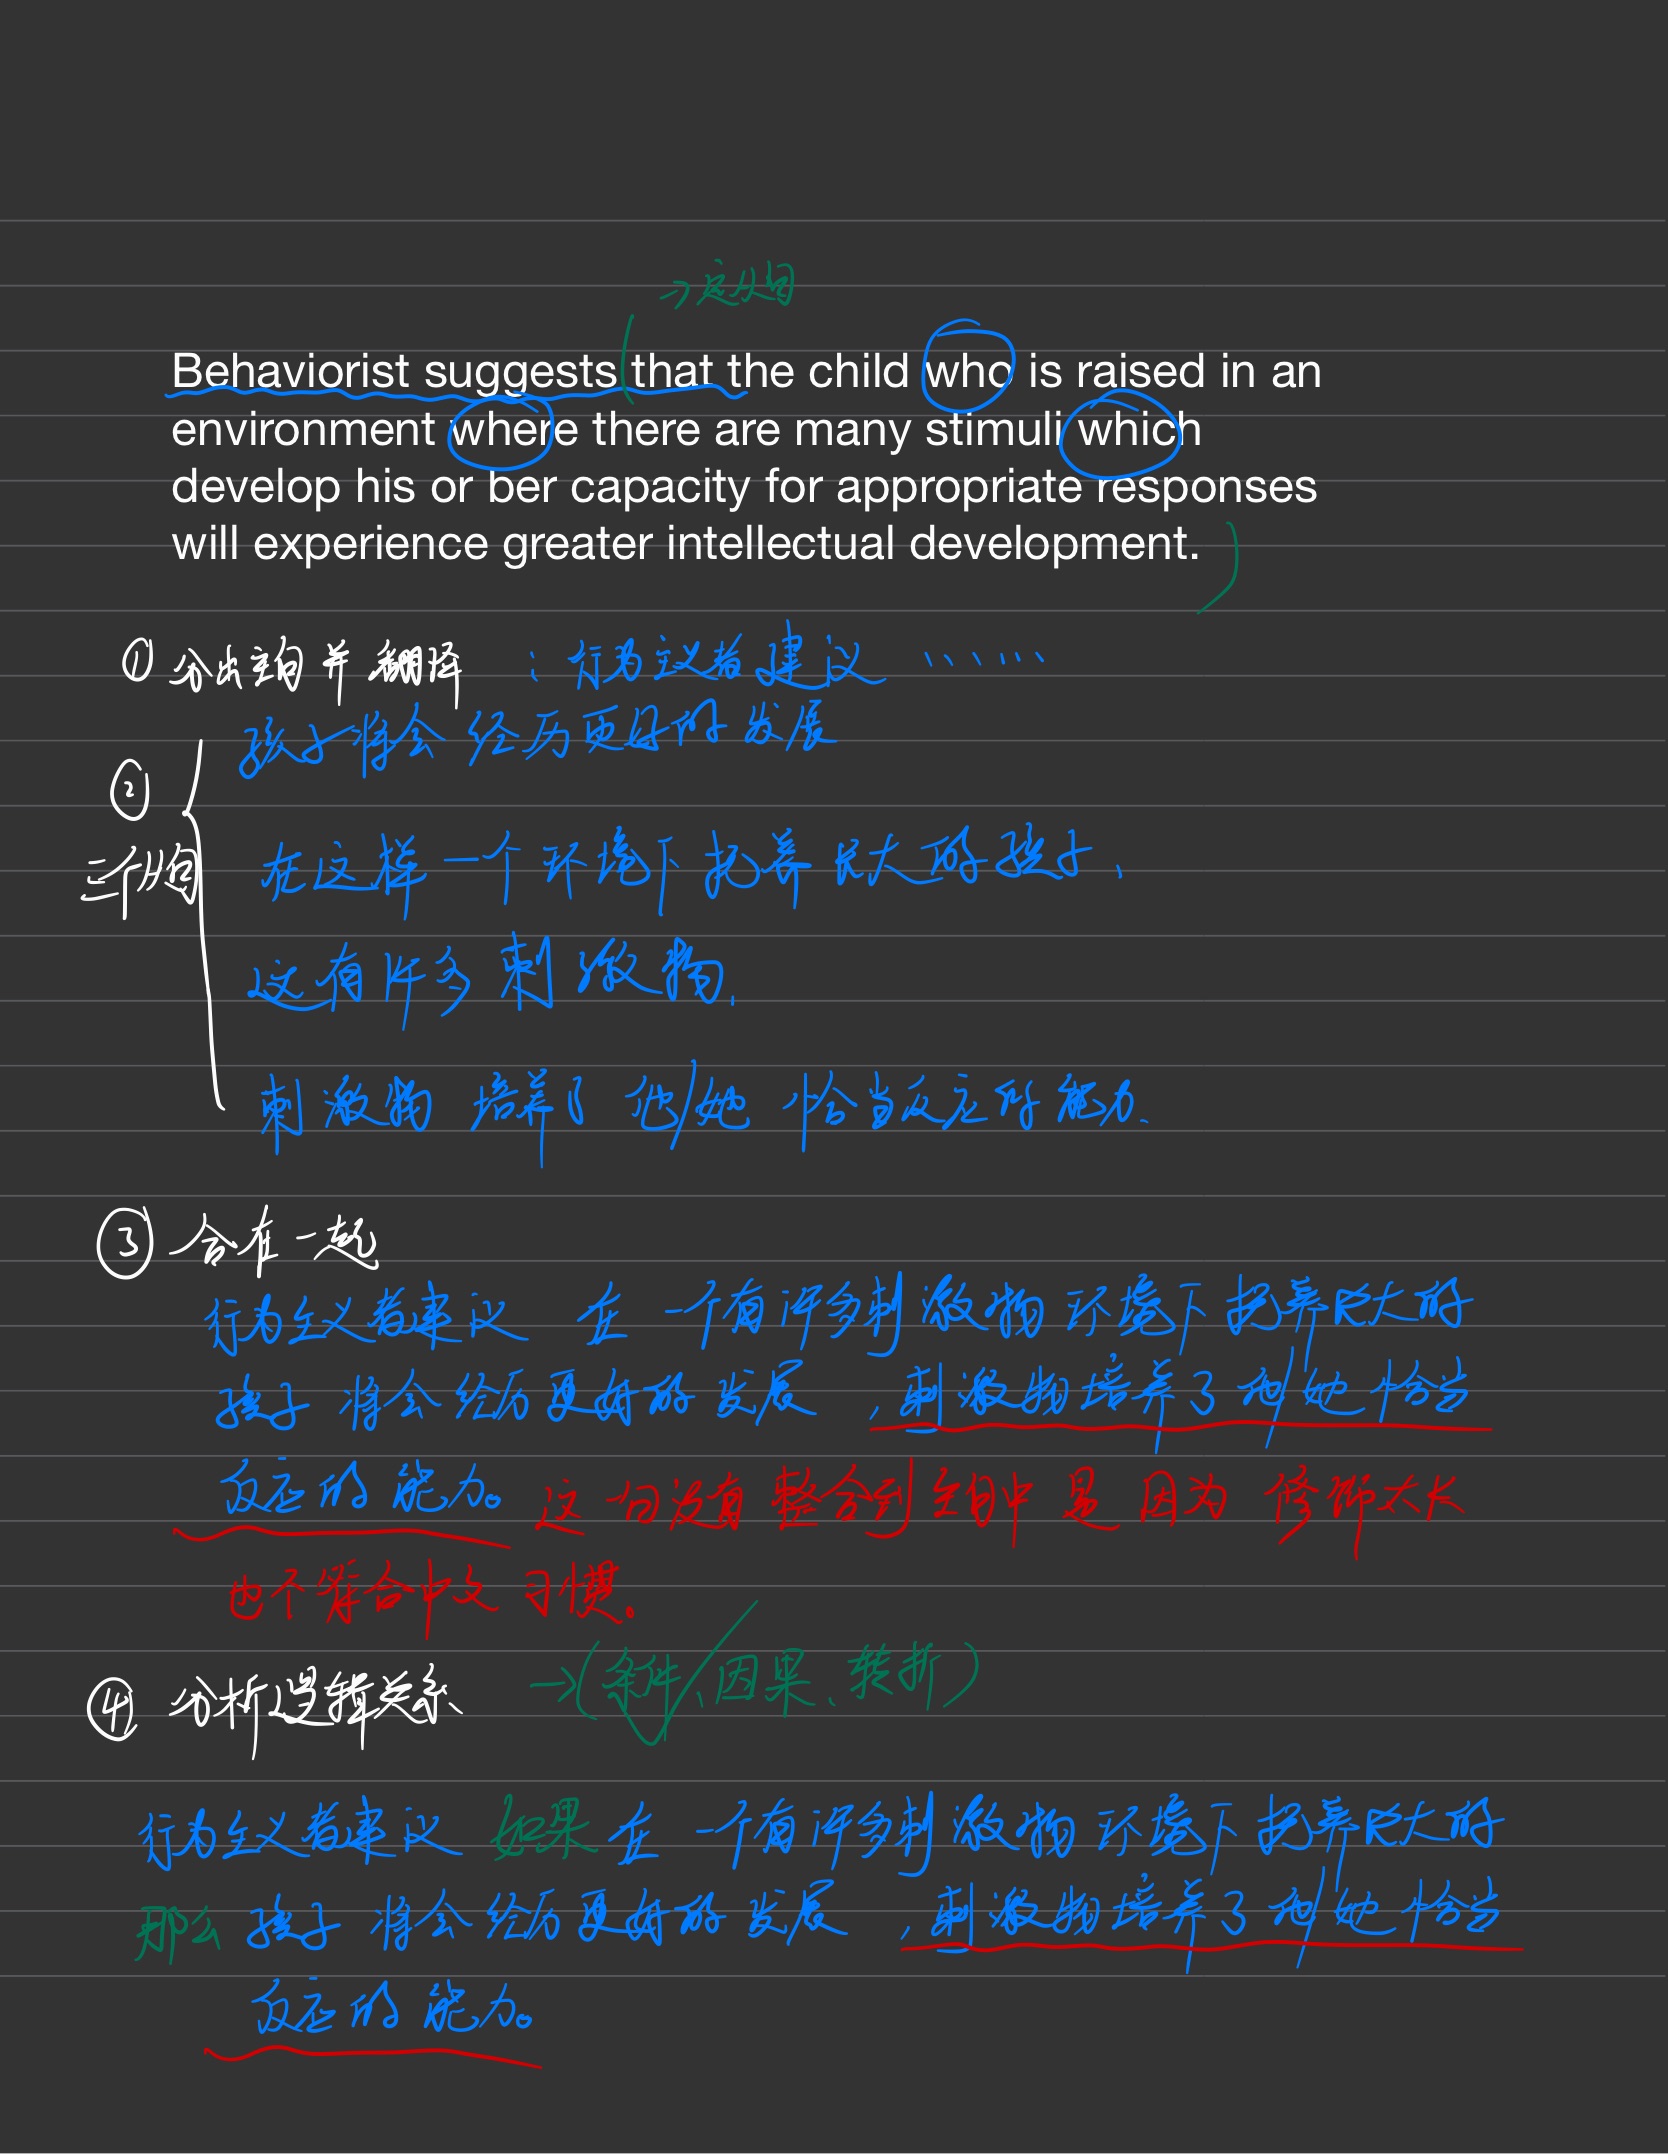 →定从句
Behaviorist suggests that the child who is raised in an
environment where there are many stimuli which
develop his or ber capacity for appropriate responses
will experience greater intellectual development.
① 分出主句并翻译：行为主义者建议 ……
孩子将会经历更好的发展
②
三个从句
在这样一个环境下抚养长大的孩子，
这有许多刺激物，
刺激物培养了他/她恰当反应的能力、
③ 合在一起
行为主义者建议 在一个有许多刺激物环境下抚养长大的
孩子将会经历更好的发展，刺激物培养了他/她恰当
反应的能力。这一句没有整合到主句中是因为修饰太长
也不符合中文习惯。
④ 分析逻辑关系 →(条件、因果、转折)
行为主义者建议 如果在一个有许多刺激物环境下抚养长大的
那么孩子将会经历更好的发展，刺激物培养了他/她恰当
反应的能力。